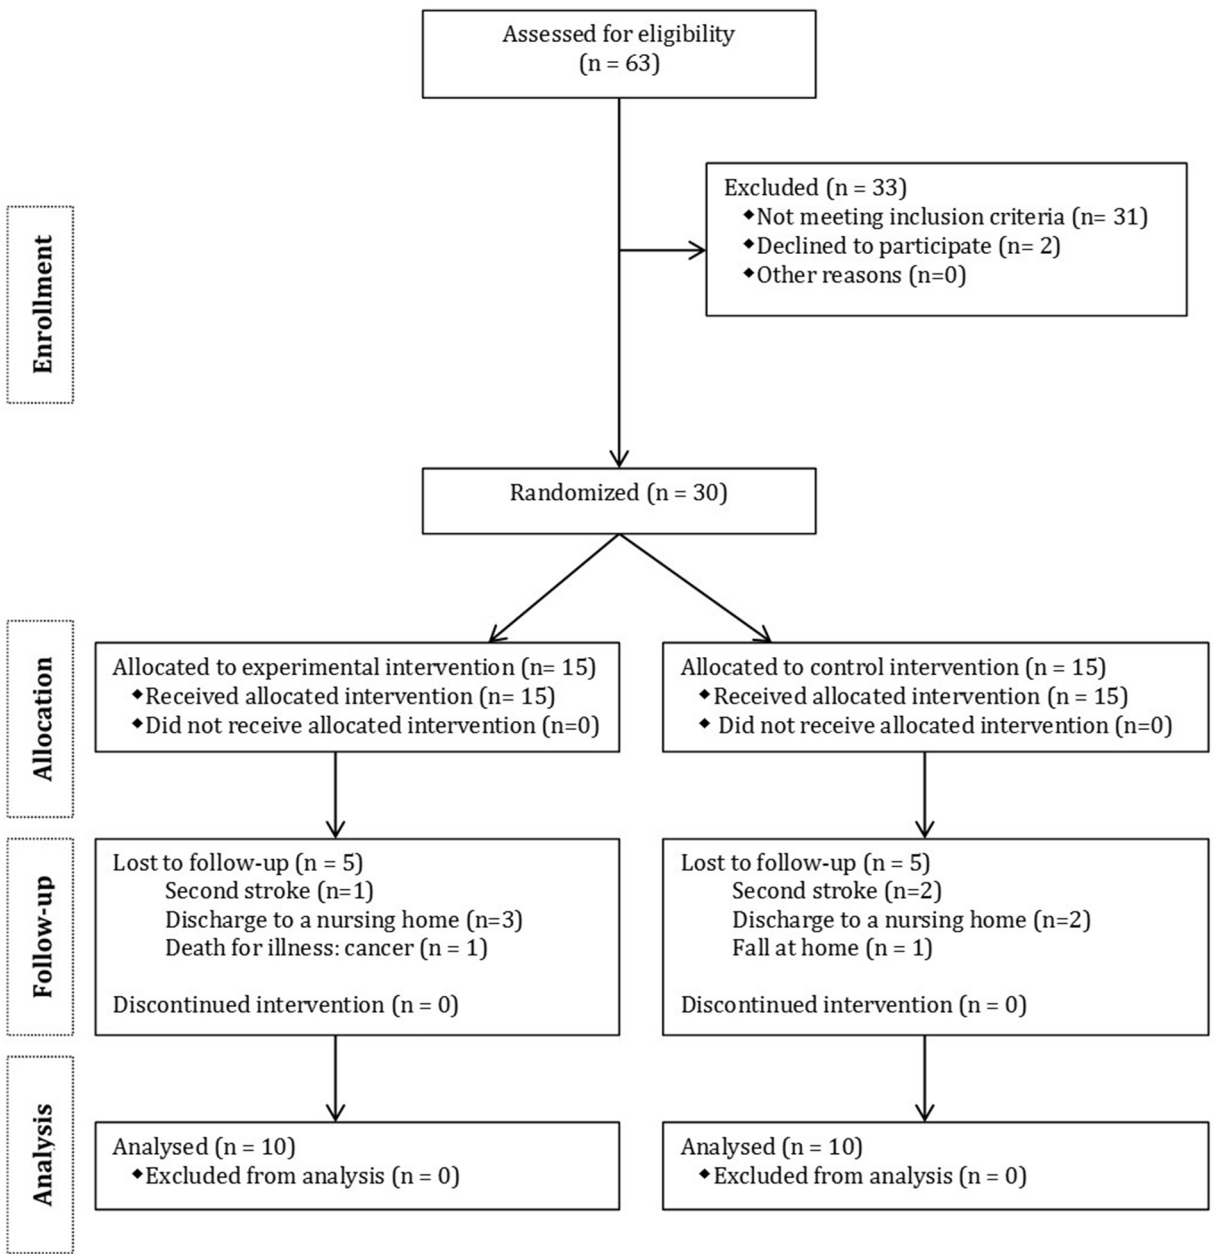 Assessed for eligibility
(n = 63)
Enrollment
Excluded (n = 33)
◆Not meeting inclusion criteria (n= 31)
◆Declined to participate (n= 2)
◆Other reasons (n=0)
Randomized (n = 30)
Allocation
Allocated to experimental intervention (n= 15)
◆Received allocated intervention (n= 15)
◆Did not receive allocated intervention (n=0)
Allocated to control intervention (n = 15)
◆Received allocated intervention (n = 15)
◆ Did not receive allocated intervention (n=0)
Follow-up
Lost to follow-up (n = 5)
Second stroke (n=1)
Discharge to a nursing home (n=3)
Death for illness: cancer (n = 1)
Discontinued intervention (n = 0)
Lost to follow-up (n = 5)
Second stroke (n=2)
Discharge to a nursing home (n=2)
Fall at home (n = 1)
Discontinued intervention (n = 0)
Analysis
Analysed (n = 10)
◆Excluded from analysis (n = 0)
Analysed (n = 10)
◆Excluded from analysis (n = 0)